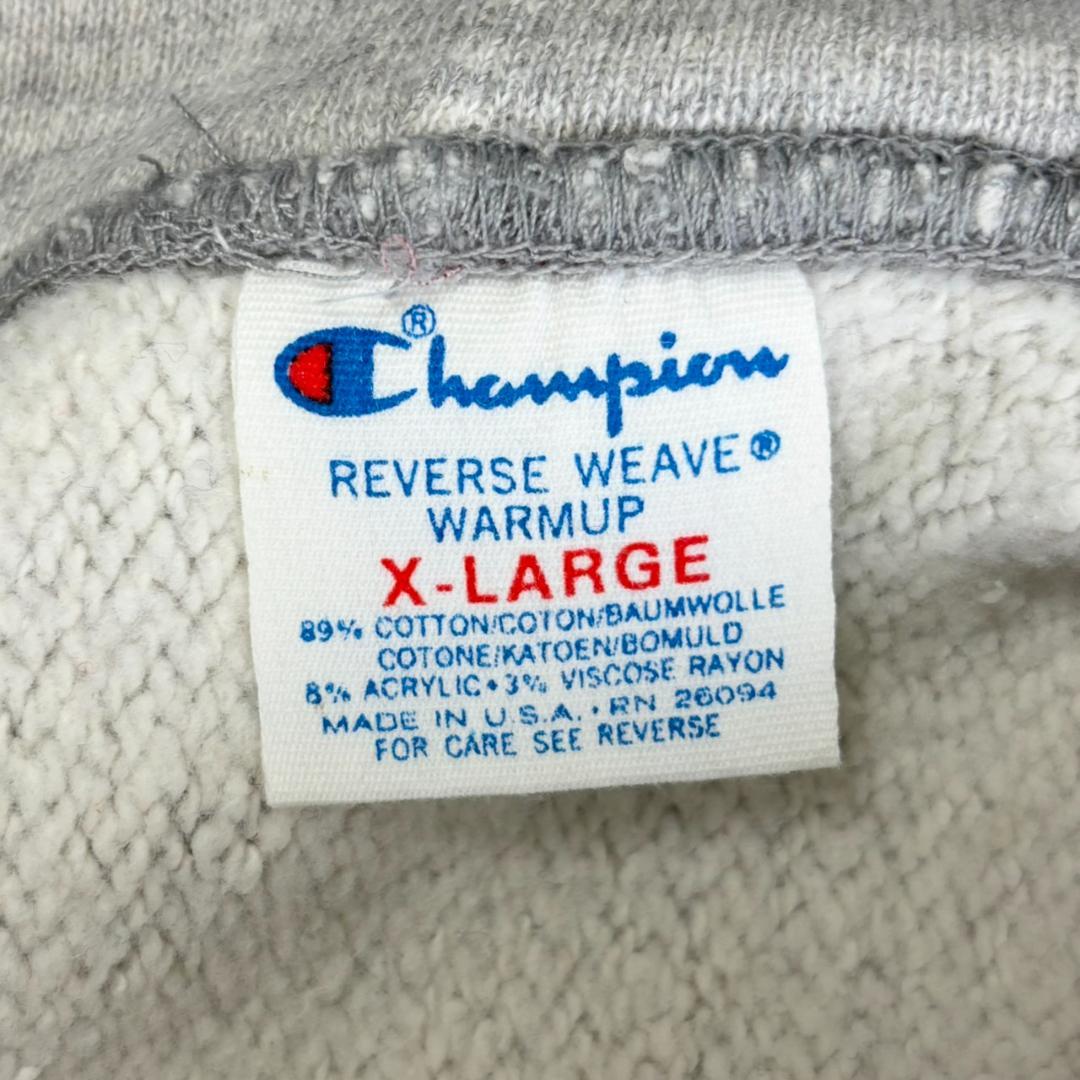 Champion®
REVERSE WEAVE®
WARMUP
X-LARGE
89% COTTON/COTON/BAUMWOLLE
COTONE/KATOEN/BOMULD
8% ACRYLIC • 3% VISCOSE RAYON
MADE IN U.S.A. • RN 26094
FOR CARE SEE REVERSE